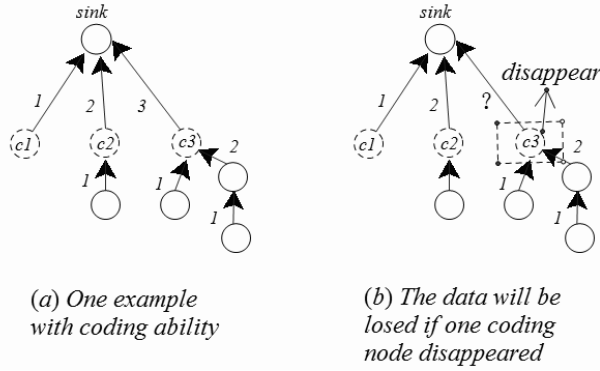 sink
1
2
3
c1
c2
c3
2
1
1
1
sink
disappear
1
2
?
c1
c2
c3
2
1
1
1
(a) One example
with coding ability
(b) The data will be
losed if one coding
node disappeared